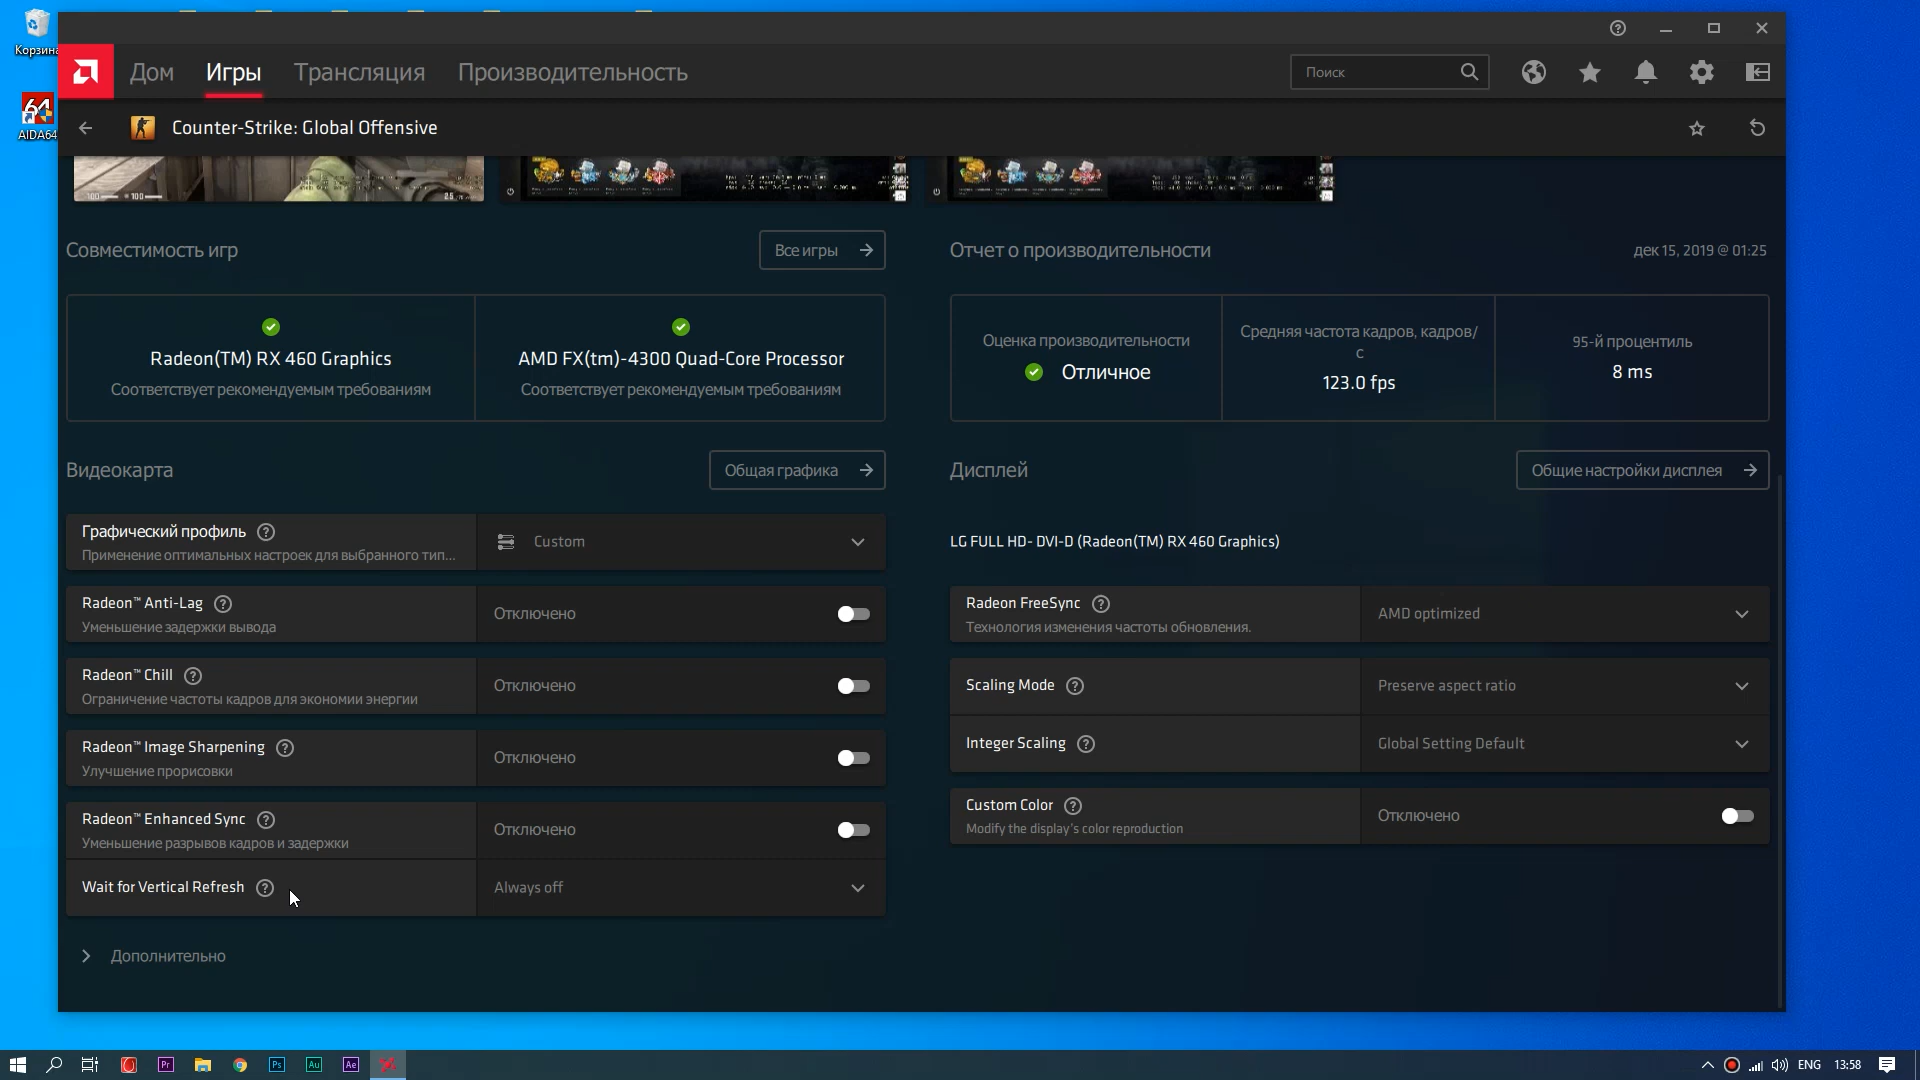 Корзина
AIDA64
Дом
Игры
Трансляция
Производительность
Поиск
Counter-Strike: Global Offensive
Совместимость игр
Все игры
Radeon(TM) RX 460 Graphics
Соответствует рекомендуемым требованиям
AMD FX(tm)-4300 Quad-Core Processor
Соответствует рекомендуемым требованиям
Отчет о производительности
дек 15, 2019 @ 01:25
Оценка производительности
Отличное
Средняя частота кадров, кадров/
с
123.0 fps
95-й процентиль
8 ms
Видеокарта
Общая графика
Графический профиль
Применение оптимальных настроек для выбранного тип...
Custom
Radeon™ Anti-Lag
Уменьшение задержки вывода
Отключено
Radeon™ Chill
Ограничение частоты кадров для экономии энергии
Отключено
Radeon™ Image Sharpening
Улучшение прорисовки
Отключено
Radeon™ Enhanced Sync
Уменьшение разрывов кадров и задержки
Отключено
Wait for Vertical Refresh
Always off
Дополнительно
Дисплей
Общие настройки дисплея
LG FULL HD- DVI-D (Radeon(TM) RX 460 Graphics)
Radeon FreeSync
Технология изменения частоты обновления.
AMD optimized
Scaling Mode
Preserve aspect ratio
Integer Scaling
Global Setting Default
Custom Color
Modify the display's color reproduction
Отключено
Pr
Ps
Au
Ae
ENG
13:58